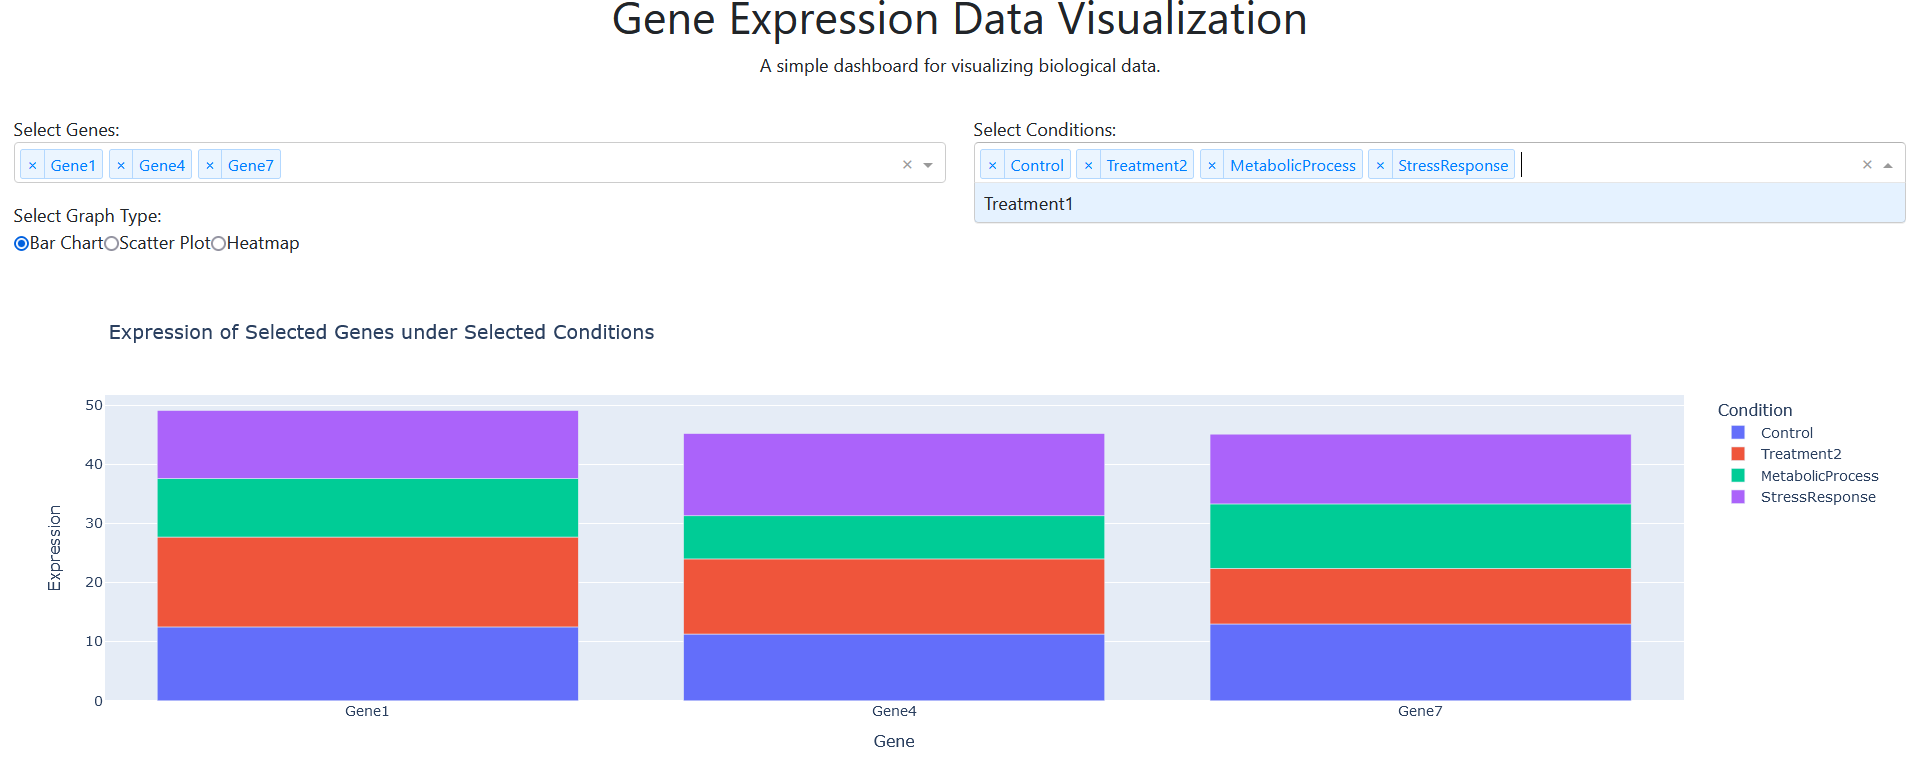 Gene Expression Data Visualization
A simple dashboard for visualizing biological data.
Select Genes:
× Gene1 × Gene4 × Gene7 ×
Select Conditions:
× Control × Treatment2 × MetabolicProcess × StressResponse ×
Treatment1
Select Graph Type:
Bar Chart Scatter Plot Heatmap
Expression of Selected Genes under Selected Conditions
50
40
30
20
10
0
Expression
Gene1 Gene4 Gene7
Gene
Condition
Control
Treatment2
MetabolicProcess
StressResponse